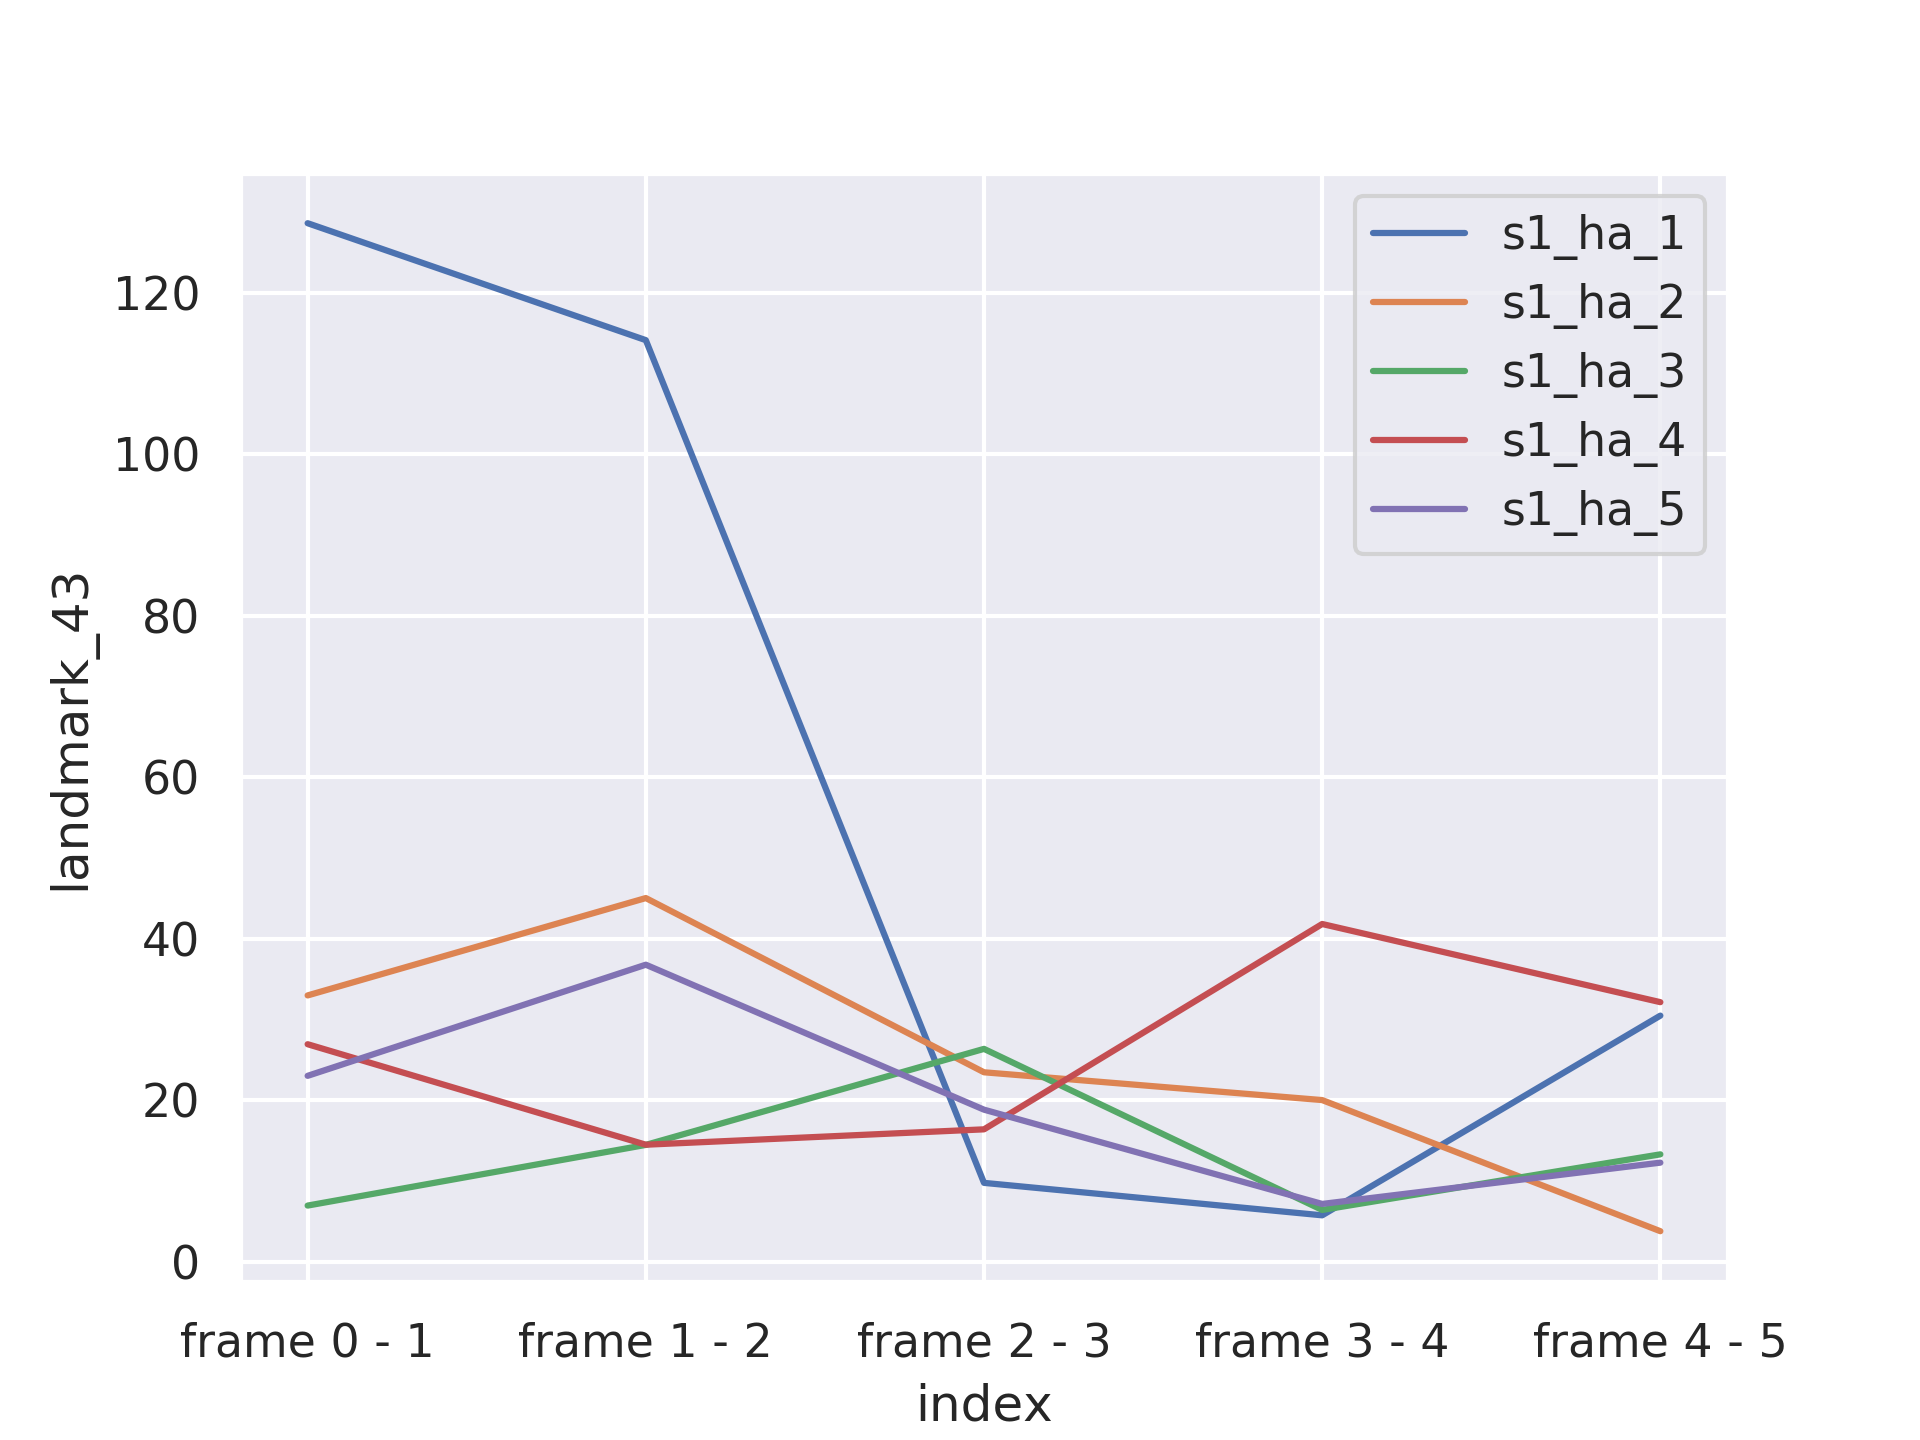 s1_ha_1
s1_ha_2
s1_ha_3
s1_ha_4
s1_ha_5
120
100
80
60
40
20
0
landmark_43
frame 0 - 1
frame 1 - 2
frame 2 - 3
frame 3 - 4
frame 4 - 5
index